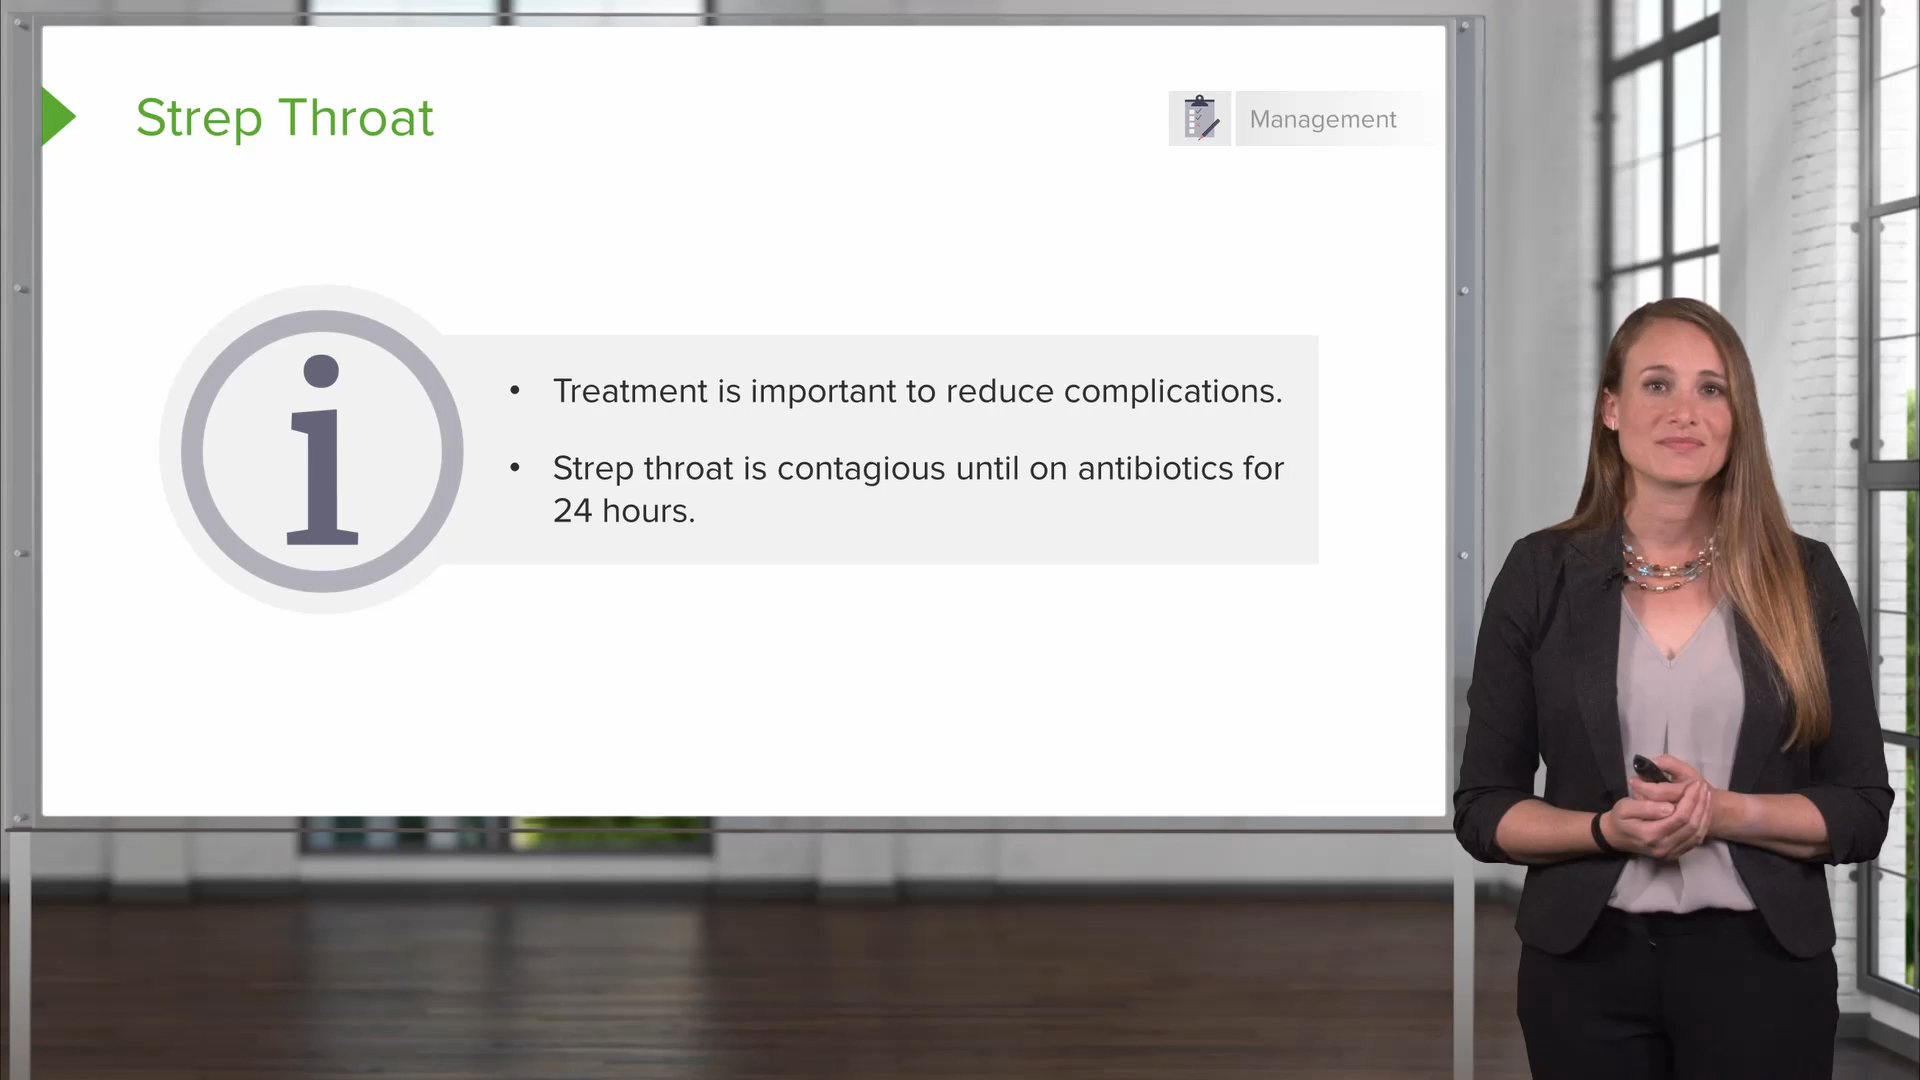 Strep Throat
Management
• Treatment is important to reduce complications.
• Strep throat is contagious until on antibiotics for
24 hours.